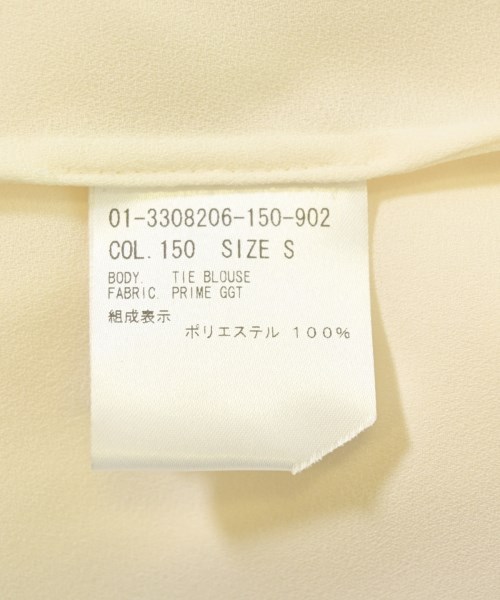 01-3308206-150-902
COL. 150 SIZE S
BODY. TIE BLOUSE
FABRIC. PRIME GGT
組成表示
ポリエステル 100%